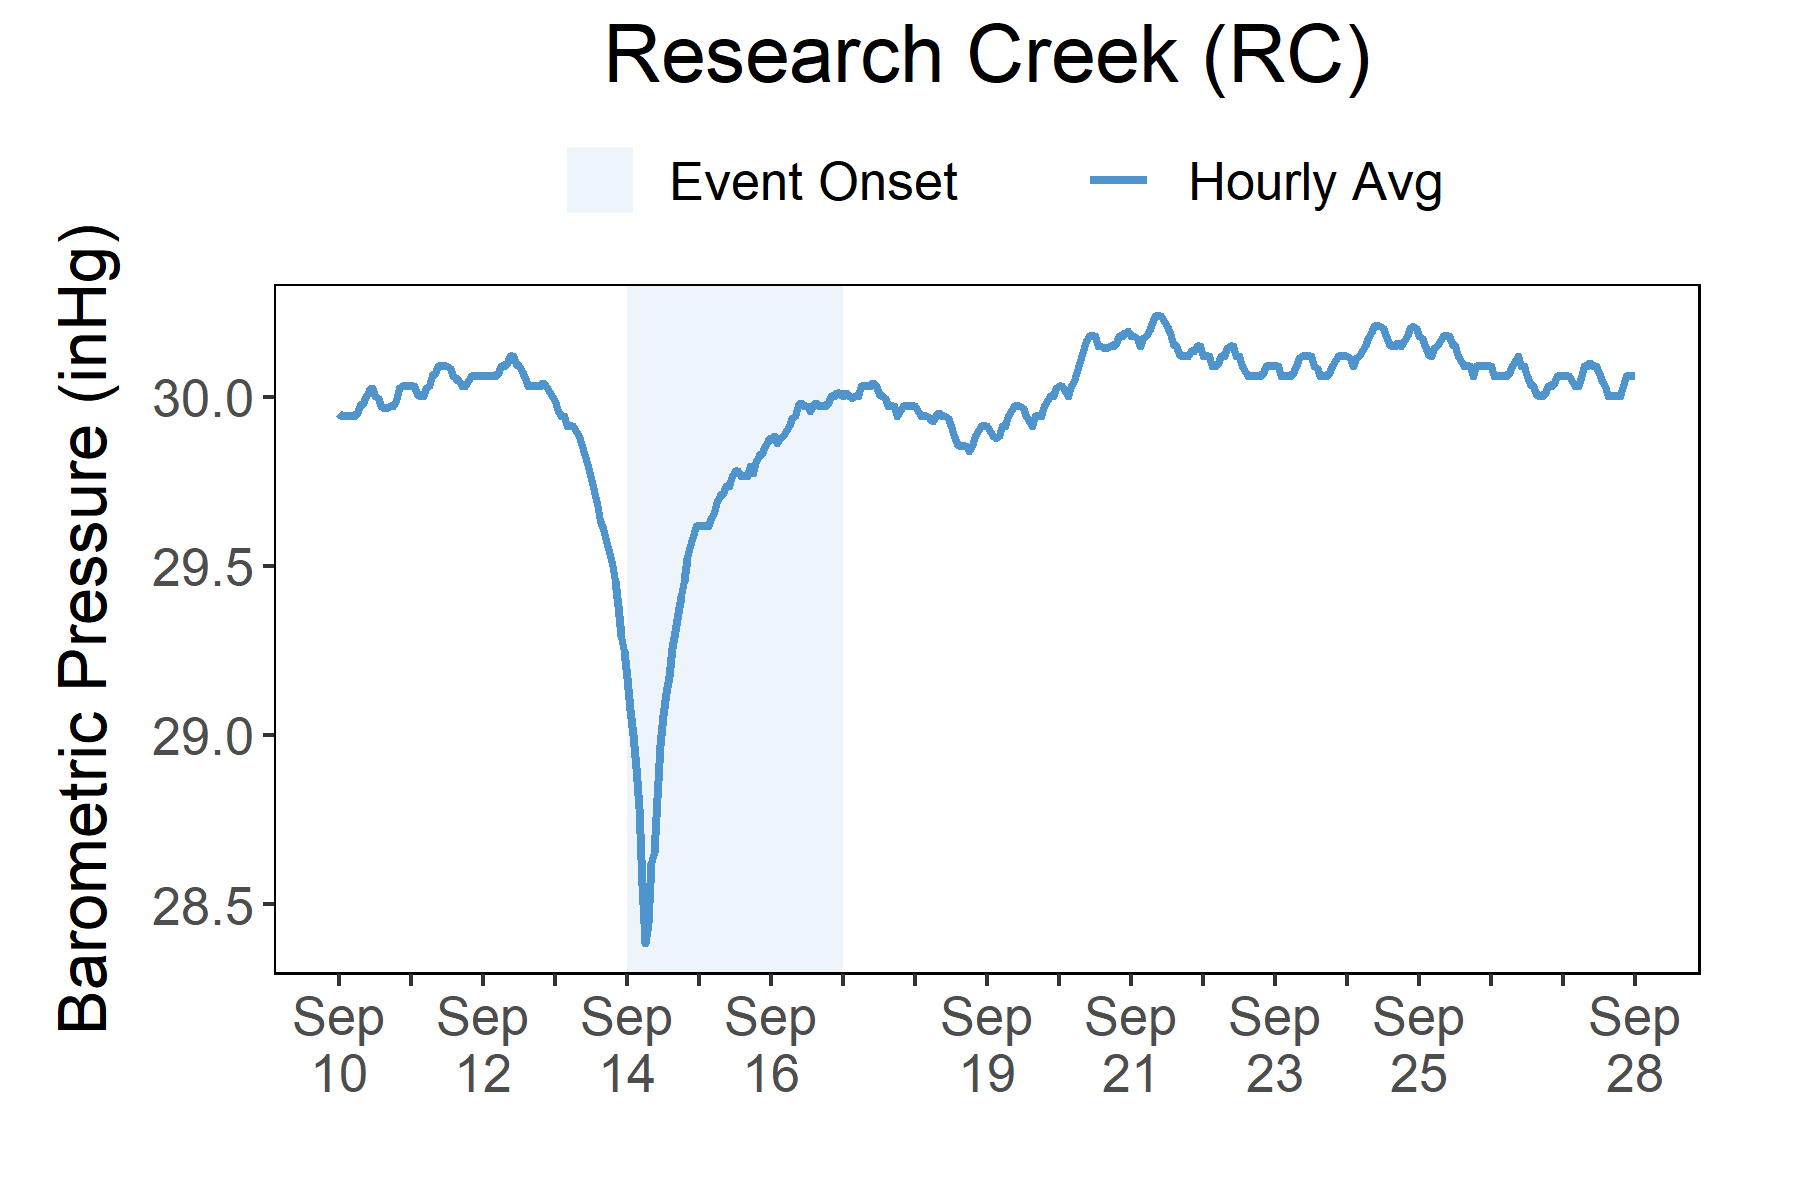 Research Creek (RC)
Event Onset
Hourly Avg
Barometric Pressure (inHg)
30.0
29.5
29.0
28.5
Sep Sep Sep Sep Sep Sep Sep Sep Sep
10 12 14 16 19 21 23 25 28